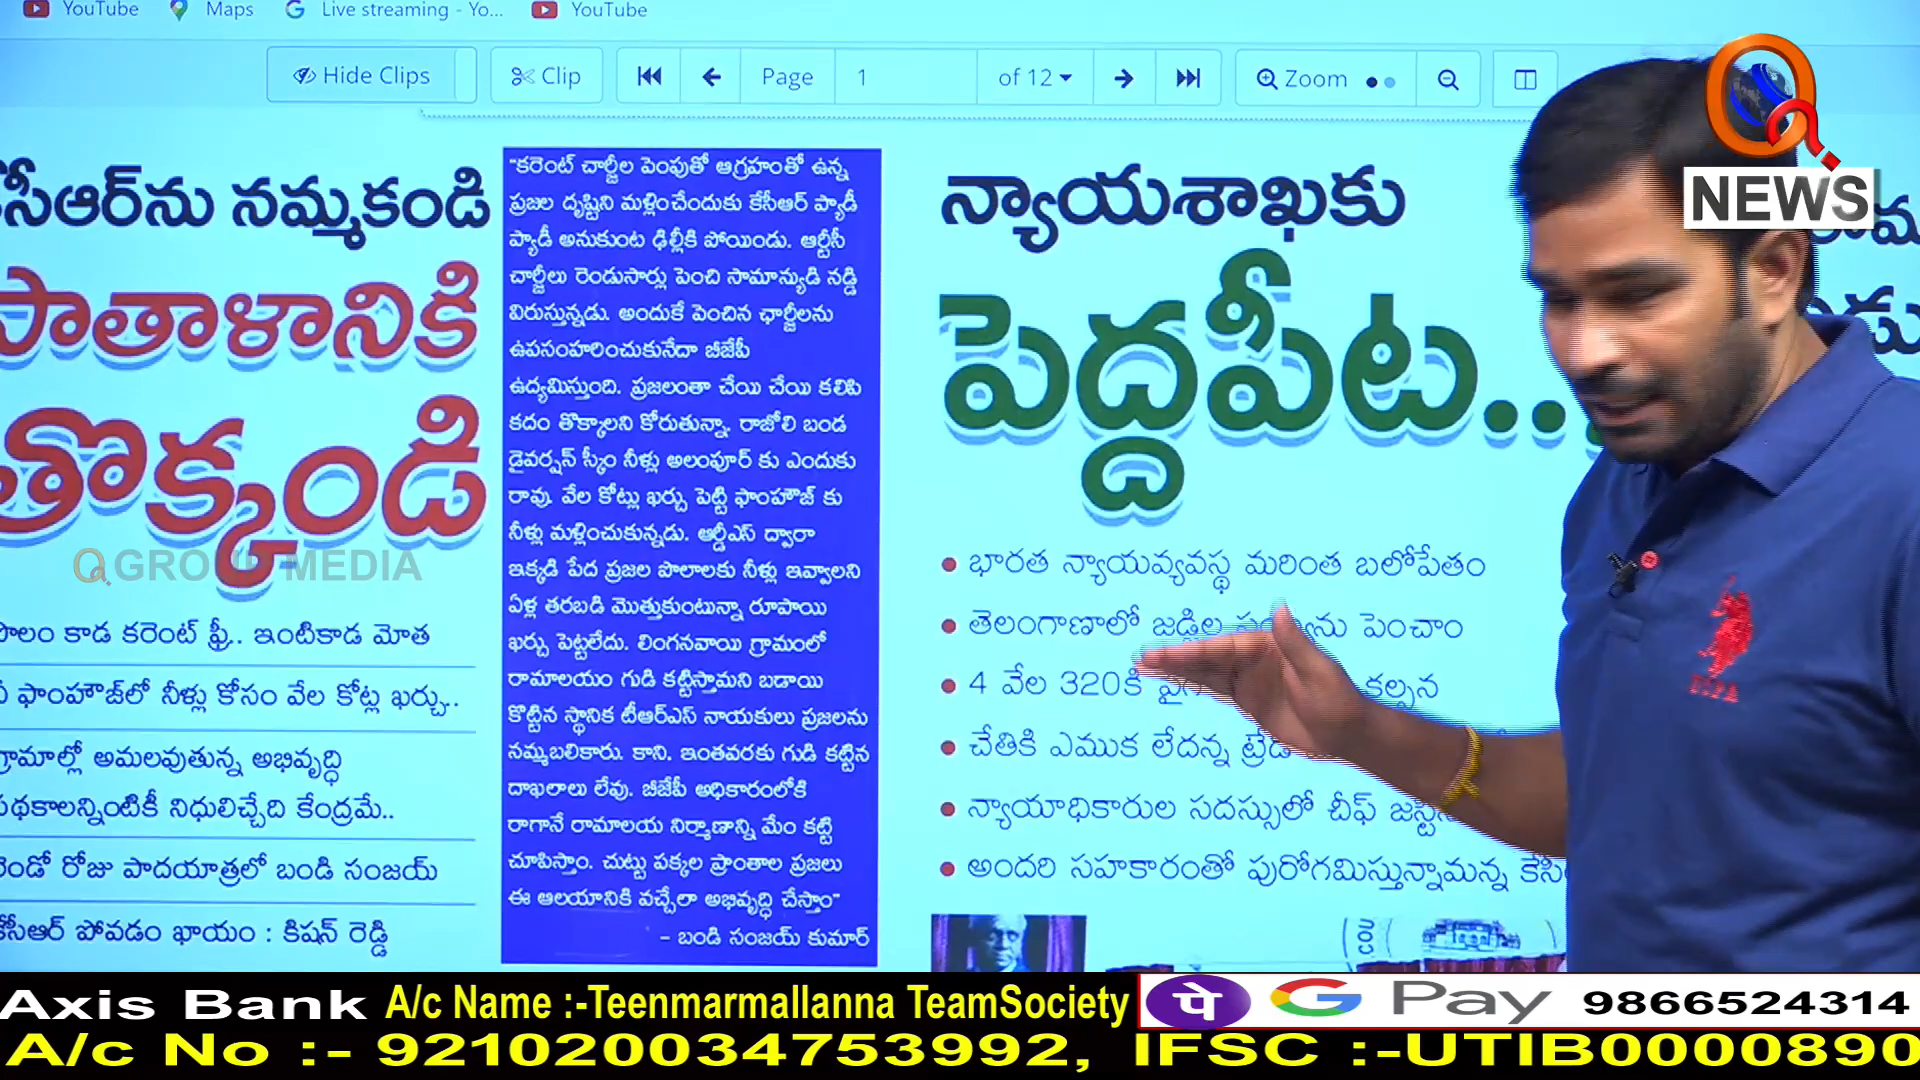 YouTube
Maps
Live streaming - Yo...
YouTube
Hide Clips
Clip
Page
1
of 12
Zoom
NEWS
సీఆర్‌ను నమ్మకండి
పాతాళానికి
తొక్కండి
GROUP MEDIA
పొలం కాడ కరెంట్ ఫ్రీ.. ఇంటికాడ మోత
ఫాంహౌజ్‌లో నీళ్లు కోసం వేల కోట్ల ఖర్చు..
గ్రామాల్లో అమలవుతున్న అభివృద్ధి
పథకాలన్నింటికీ నిధులిచ్చేది కేంద్రమే..
రెండో రోజు పాదయాత్రలో బండి సంజయ్
కేసీఆర్ పోవడం ఖాయం : కిషన్ రెడ్డి
"కరెంట్ చార్జీల పెంపుతో ఆగ్రహంతో ఉన్న
ప్రజల దృష్టిని మళ్లించేందుకు కేసీఆర్ ప్యాడీ
ప్యాడీ అనుకుంట ఢిల్లీకి పోయిండు. ఆర్టీసీ
చార్జీలు రెండుసార్లు పెంచి సామాన్యుడి నడ్డి
విరుస్తున్నడు. అందుకే పెంచిన ఛార్జీలను
ఉపసంహరించుకునేదా బీజేపీ
ఉద్యమిస్తుంది. ప్రజలంతా చేయి చేయి కలిపి
కదం తొక్కాలని కోరుతున్నా. రాజోలి బండ
డైవర్షన్ స్కీం నీళ్లు అలంపూర్ కు ఎందుకు
రావు. వేల కోట్లు ఖర్చు పెట్టి ఫాంహౌజ్ కు
నీళ్లు మళ్లించుకున్నడు. ఆర్డీఎస్ ద్వారా
ఇక్కడి పేద ప్రజల పొలాలకు నీళ్లు ఇవ్వాలని
ఏళ్ల తరబడి మొత్తుకుంటున్నా రూపాయి
ఖర్చు పెట్టలేదు. లింగనవాయి గ్రామంలో
రామాలయం గుడి కట్టిస్తామని బడాయి
కొట్టిన స్థానిక టీఆర్ఎస్ నాయకులు ప్రజలను
నమ్మబలికారు. కాని. ఇంతవరకు గుడి కట్టిన
దాఖలాలు లేవు. బీజేపీ అధికారంలోకి
రాగానే రామాలయ నిర్మాణాన్ని మేం కట్టి
చూపిస్తాం. చుట్టు పక్కల ప్రాంతాల ప్రజలు
ఈ ఆలయానికి వచ్చేలా అభివృద్ధి చేస్తాం"
- బండి సంజయ్ కుమార్
న్యాయశాఖకు
పెద్దపీట..
• భారత న్యాయవ్యవస్థ మరింత బలోపేతం
• తెలంగాణాలో జడ్జిల ను పెంచాం
• 4 వేల 320కి కల్పన
• చేతికి ఎముక లేదన్న
• న్యాయాధికారుల సదస్సులో చీఫ్
• అందరి సహకారంతో పురోగమిస్తున్నామన్న
COU
U.S.P.A
Axis Bank A/c Name :-Teenmarmallanna TeamSociety
పే G Pay 9866524314
A/c No :- 921020034753992, IFSC :-UTIB0000890